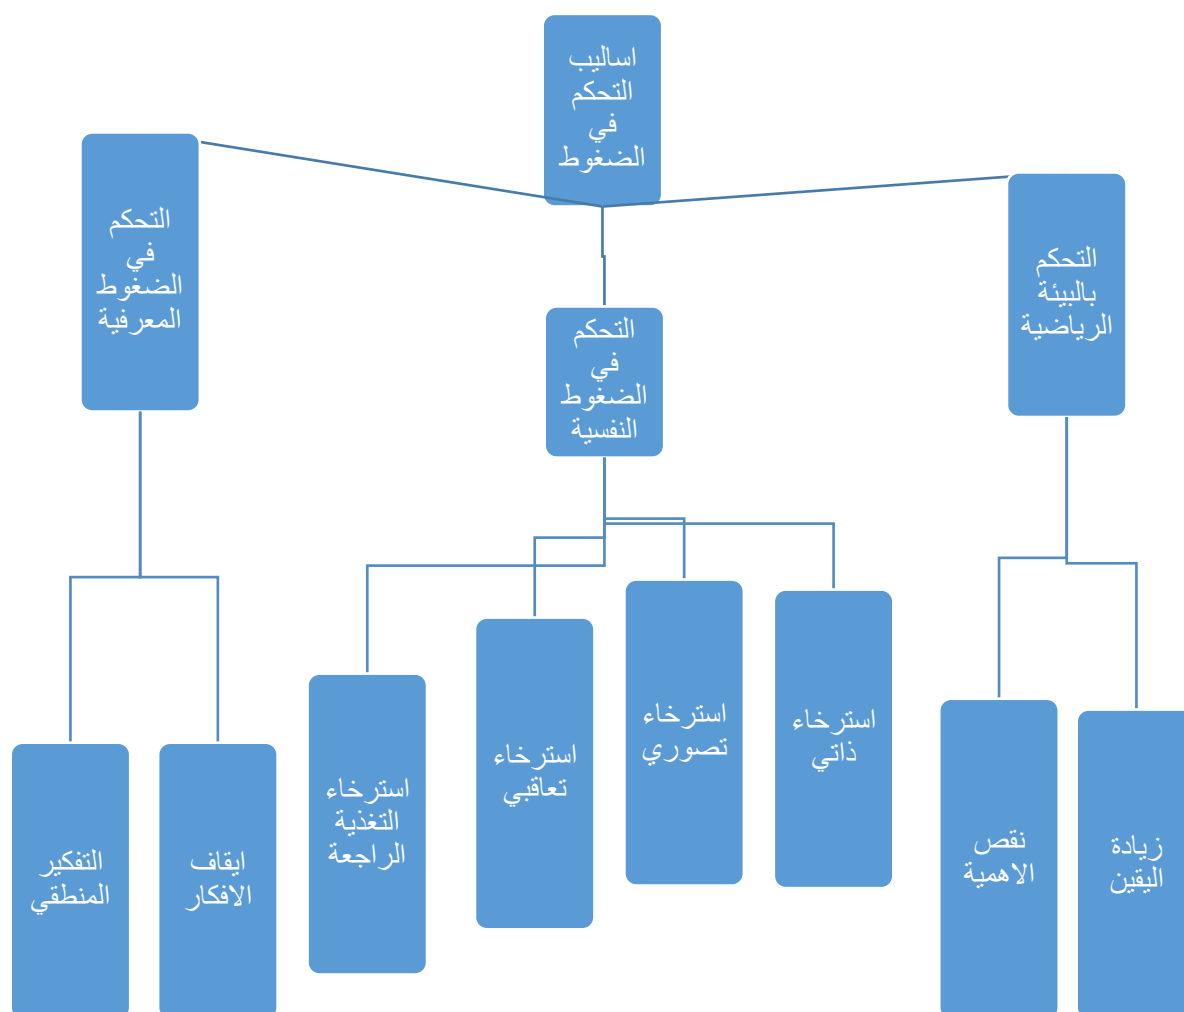 اساليب
التحكم
في
الضغوط
التحكم
بالبيئة
الرياضية
التحكم
في
الضغوط
النفسية
التحكم
في
الضغوط
المعرفية
زيادة
اليقين
نقص
الاهمية
استرخاء
ذاتي
استرخاء
تصوري
استرخاء
تعاقبي
استرخاء
التغذية
الراجعة
ايقاف
الافكار
التفكير
المنطقي